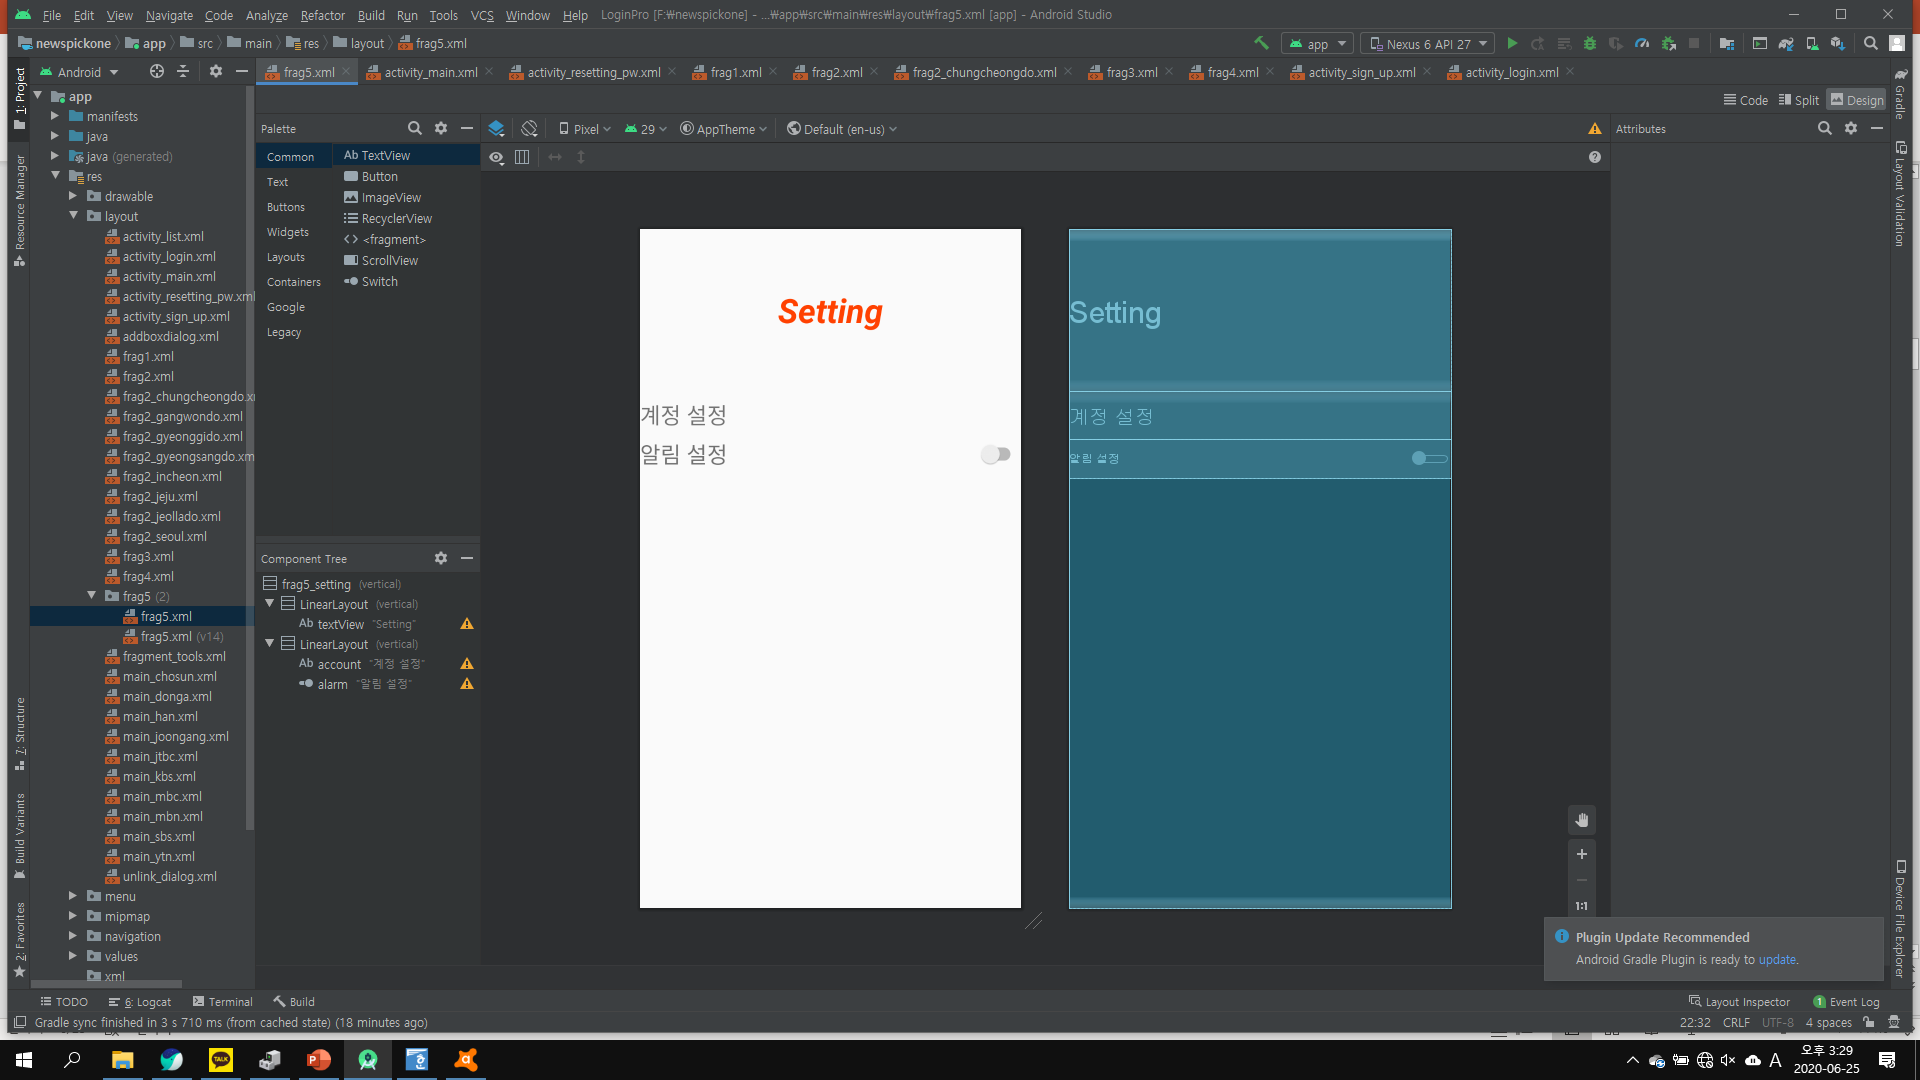 File Edit View Navigate Code Analyze Refactor Build Run Tools VCS Window Help LoginPro [F:₩newspickone] - ...₩app₩src₩main₩res₩layout₩frag5.xml [app] - Android Studio
newspickone app src main res layout frag5.xml app Nexus 6 API 27
Android frag5.xml activity_main.xml activity_resetting_pw.xml frag1.xml frag2.xml frag2_chungcheongdo.xml frag3.xml frag4.xml activity_sign_up.xml activity_login.xml
Code Split Design
1: Project
Resource Manager
7: Structure
Build Variants
2: Favorites
app
manifests
java
java (generated)
res
drawable
layout
activity_list.xml
activity_login.xml
activity_main.xml
activity_resetting_pw.xml
activity_sign_up.xml
addboxdialog.xml
frag1.xml
frag2.xml
frag2_chungcheongdo.x
frag2_gangwondo.xml
frag2_gyeonggido.xml
frag2_gyeongsangdo.xm
frag2_incheon.xml
frag2_jeju.xml
frag2_jeollado.xml
frag2_seoul.xml
frag3.xml
frag4.xml
frag5 (2)
frag5.xml
frag5.xml (v14)
fragment_tools.xml
main_chosun.xml
main_donga.xml
main_han.xml
main_joongang.xml
main_jtbc.xml
main_kbs.xml
main_mbc.xml
main_mbn.xml
main_sbs.xml
main_ytn.xml
unlink_dialog.xml
menu
mipmap
navigation
values
xml
Palette
Common
Text
Buttons
Widgets
Layouts
Containers
Google
Legacy
Ab TextView
Button
ImageView
RecyclerView
<> <fragment>
ScrollView
Switch
Component Tree
frag5_setting (vertical)
LinearLayout (vertical)
Ab textView "Setting"
LinearLayout (vertical)
Ab account "계정 설정"
alarm "알림 설정"
Pixel 29 AppTheme Default (en-us)
Setting
계정 설정
알림 설정
Setting
계정 설정
알림 설정
1:1
Attributes
Gradle
Layout Validation
Device File Explorer
Plugin Update Recommended
Android Gradle Plugin is ready to update.
TODO 6: Logcat Terminal Build Layout Inspector 1 Event Log
Gradle sync finished in 3 s 710 ms (from cached state) (18 minutes ago) 22:32 CRLF UTF-8 4 spaces
TALK
A 오후 3:29
2020-06-25